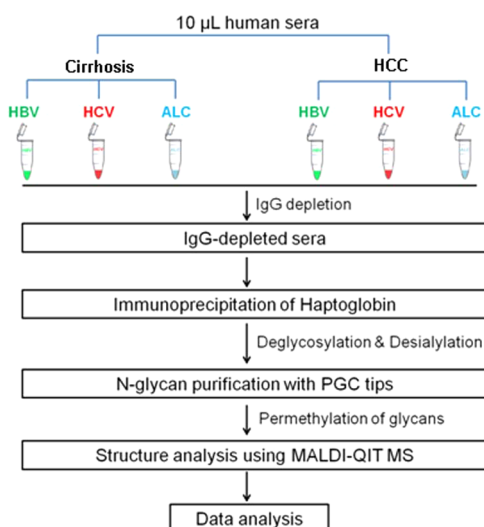 10 µL human sera
Cirrhosis HCC
HBV HCV ALC HBV HCV ALC
IgG depletion
IgG-depleted sera
Immunoprecipitation of Haptoglobin
Deglycosylation & Desialylation
N-glycan purification with PGC tips
Permethylation of glycans
Structure analysis using MALDI-QIT MS
Data analysis